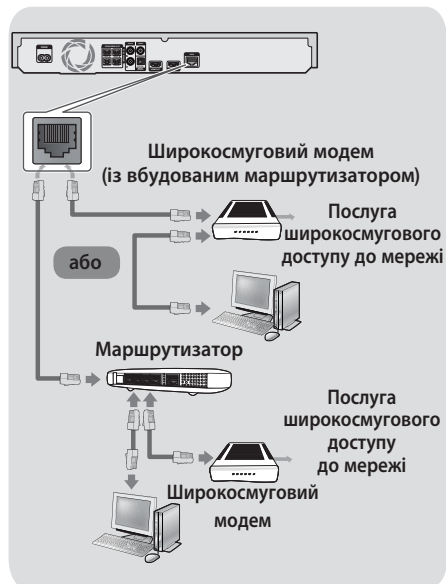 Широкосмуговий модем
(із вбудованим маршрутизатором)
Послуга
широкосмугового
доступу до мережі
або
Маршрутизатор
Послуга
широкосмугового
доступу
до мережі
Широкосмуговий
модем